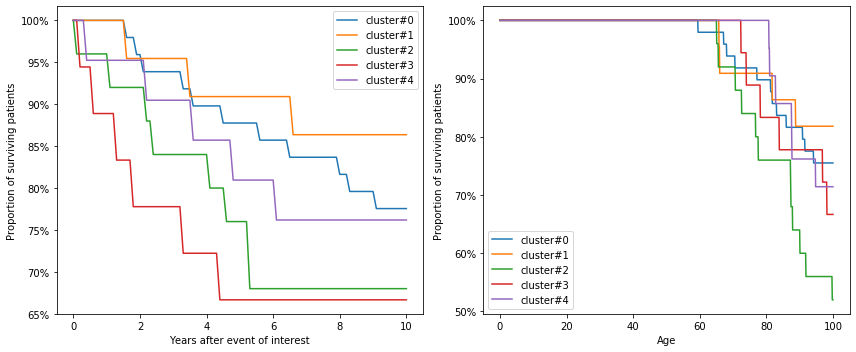 100%
95%
90%
85%
80%
75%
70%
65%
Proportion of surviving patients
0
2
4
6
8
10
Years after event of interest
cluster#0
cluster#1
cluster#2
cluster#3
cluster#4
100%
90%
80%
70%
60%
50%
Proportion of surviving patients
0
20
40
60
80
100
Age
cluster#0
cluster#1
cluster#2
cluster#3
cluster#4